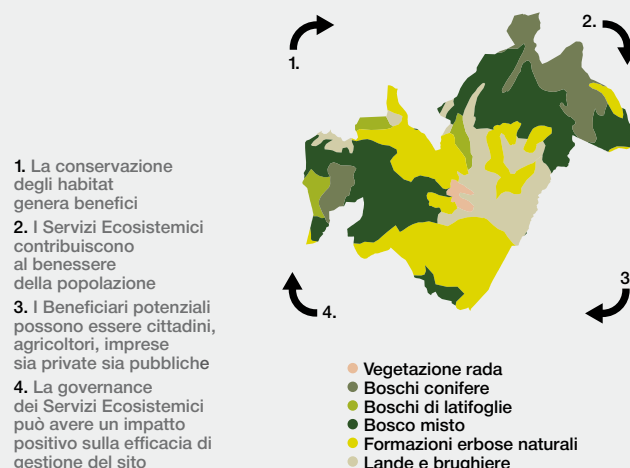 1.
2.
1. La conservazione
degli habitat
genera benefici
2. I Servizi Ecosistemici
contribuiscono
al benessere
della popolazione
3. I Beneficiari potenziali
possono essere cittadini,
agricoltori, imprese
sia private sia pubbliche
4. La governance
dei Servizi Ecosistemici
può avere un impatto
positivo sulla efficacia di
gestione del sito
3
4.
Vegetazione rada
Boschi conifere
Boschi di latifoglie
Bosco misto
Formazioni erbose naturali
Lande e brughiere